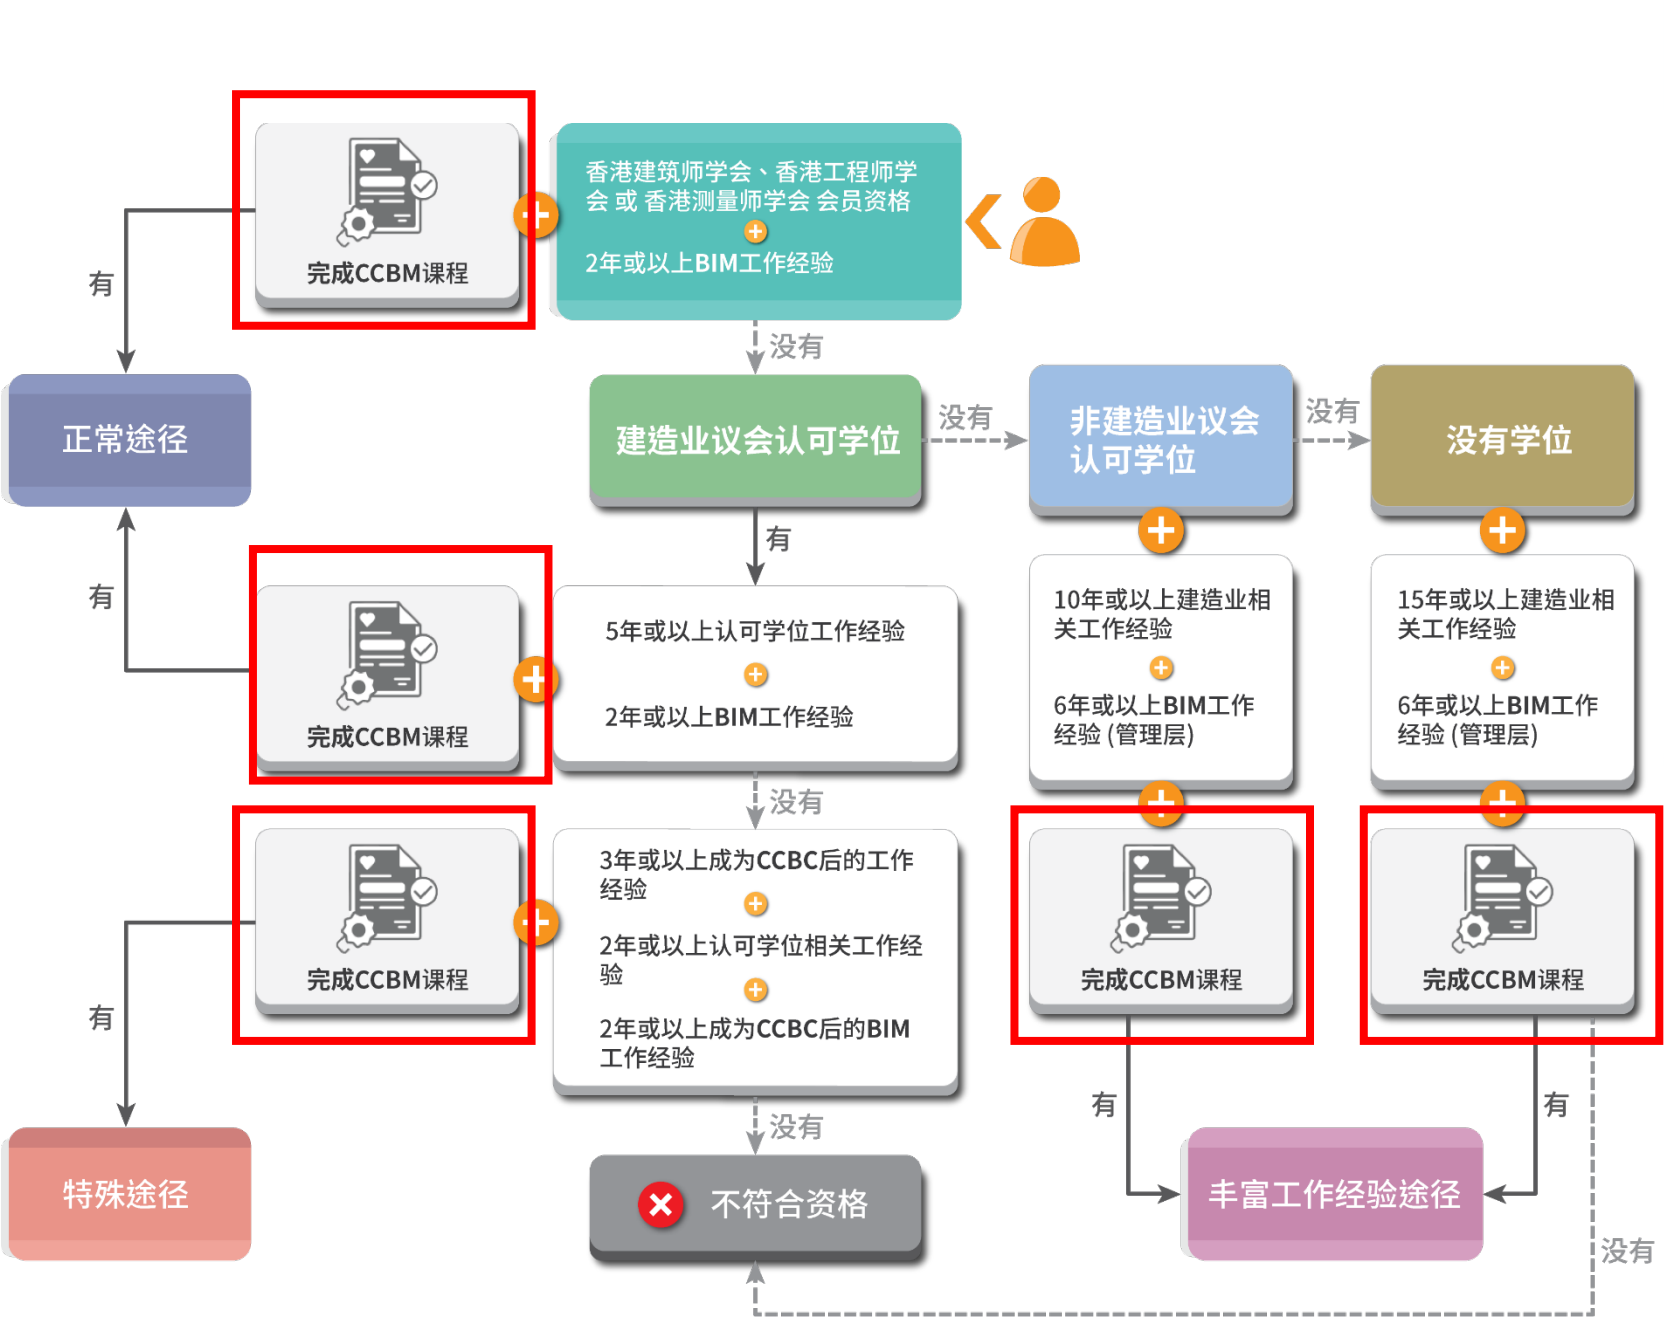 香港建筑师学会、香港工程师学
会 或 香港测量师学会 会员资格
2年或以上BIM工作经验
完成CCBM课程
有
没有
正常途径
建造业议会认可学位
没有
非建造业议会
认可学位
没有
没有学位
有
有
完成CCBM课程
5年或以上认可学位工作经验
2年或以上BIM工作经验
10年或以上建造业相
关工作经验
6年或以上BIM工作
经验 (管理层)
15年或以上建造业相
关工作经验
6年或以上BIM工作
经验 (管理层)
没有
完成CCBM课程
3年或以上成为CCBC后的工作
经验
2年或以上认可学位相关工作经
验
2年或以上成为CCBC后的BIM
工作经验
完成CCBM课程
完成CCBM课程
有
没有
有
有
特殊途径
不符合资格
丰富工作经验途径
没有